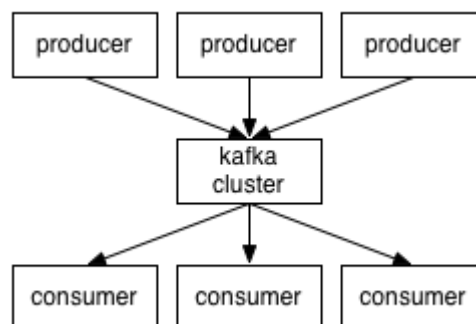 producer producer producer
kafka
cluster
consumer consumer consumer